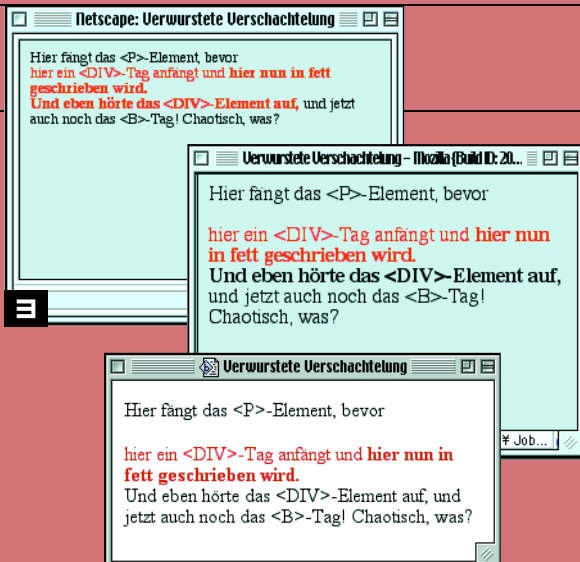 Netscape: Verwurstete Verschachtelung
Hier fängt das <P>-Element, bevor
hier ein <DIV>-Tag anfängt und hier nun in fett
geschrieben wird.
Und eben hörte das <DIV>-Element auf, und jetzt
auch noch das <B>-Tag! Chaotisch, was?
3
Verwurstete Verschachtelung – Mozilla {Build ID: 20...
Hier fängt das <P>-Element, bevor
hier ein <DIV>-Tag anfängt und hier nun
in fett geschrieben wird.
Und eben hörte das <DIV>-Element auf,
und jetzt auch noch das <B>-Tag!
Chaotisch, was?
¥ Job...
Verwurstete Verschachtelung
Hier fängt das <P>-Element, bevor
hier ein <DIV>-Tag anfängt und hier nun in
fett geschrieben wird.
Und eben hörte das <DIV>-Element auf, und
jetzt auch noch das <B>-Tag! Chaotisch, was?